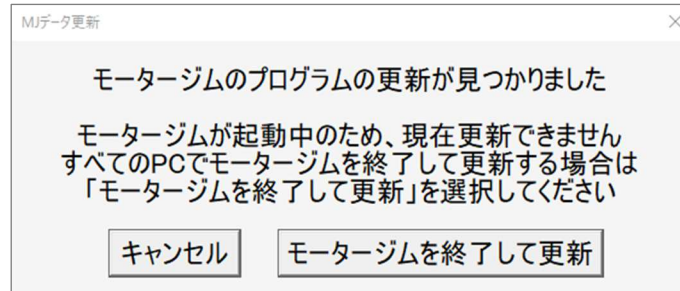 MJデータ更新
モータージムのプログラムの更新が見つかりました
モータージムが起動中のため、現在更新できません
すべてのPCでモータージムを終了して更新する場合は
「モータージムを終了して更新」を選択してください
キャンセル
モータージムを終了して更新